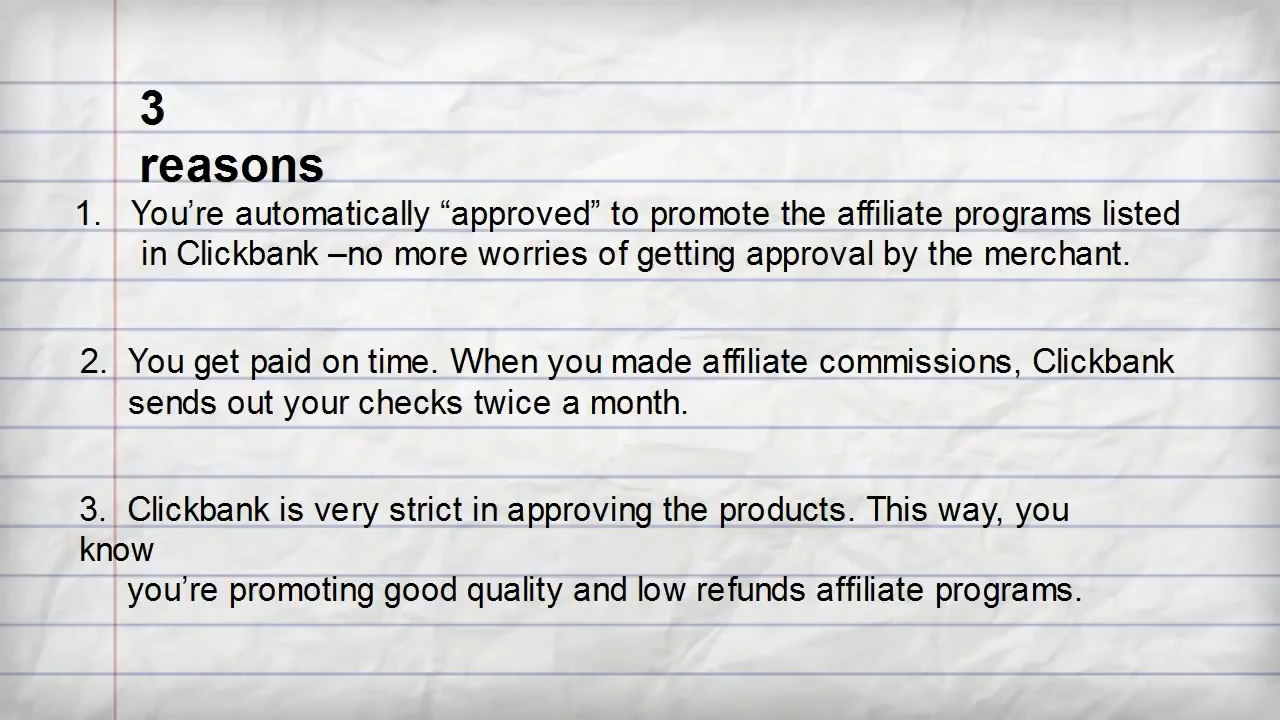 3
reasons
1. You’re automatically “approved” to promote the affiliate programs listed
in Clickbank –no more worries of getting approval by the merchant.
2. You get paid on time. When you made affiliate commissions, Clickbank
sends out your checks twice a month.
3. Clickbank is very strict in approving the products. This way, you
know
you’re promoting good quality and low refunds affiliate programs.